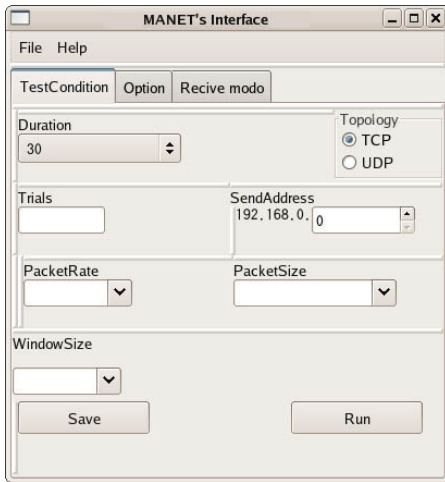 MANET's Interface
File Help
TestCondition Option Recive modo
Duration
30
Topology
TCP
UDP
Trials
SendAddress
192.168.0. 0
PacketRate
PacketSize
WindowSize
Save Run